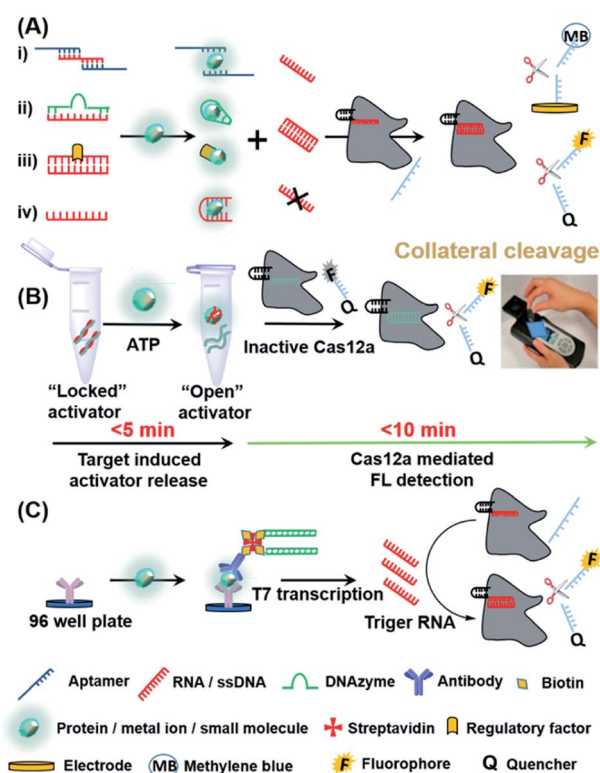 (A)
i)
ii)
iii)
iv)
MB
F
Q
Collateral cleavage
(B)
ATP
F
Q
Inactive Cas12a
F
Q
“Locked”
activator
“Open”
activator
<5 min
Target induced
activator release
<10 min
Cas12a mediated
FL detection
(C)
96 well plate
T7 transcription
Triger RNA
F
Q
Aptamer
RNA / ssDNA
DNAzyme
Antibody
Biotin
Protein / metal ion / small molecule
Streptavidin
Regulatory factor
Electrode
MB Methylene blue
F Fluorophore
Q Quencher